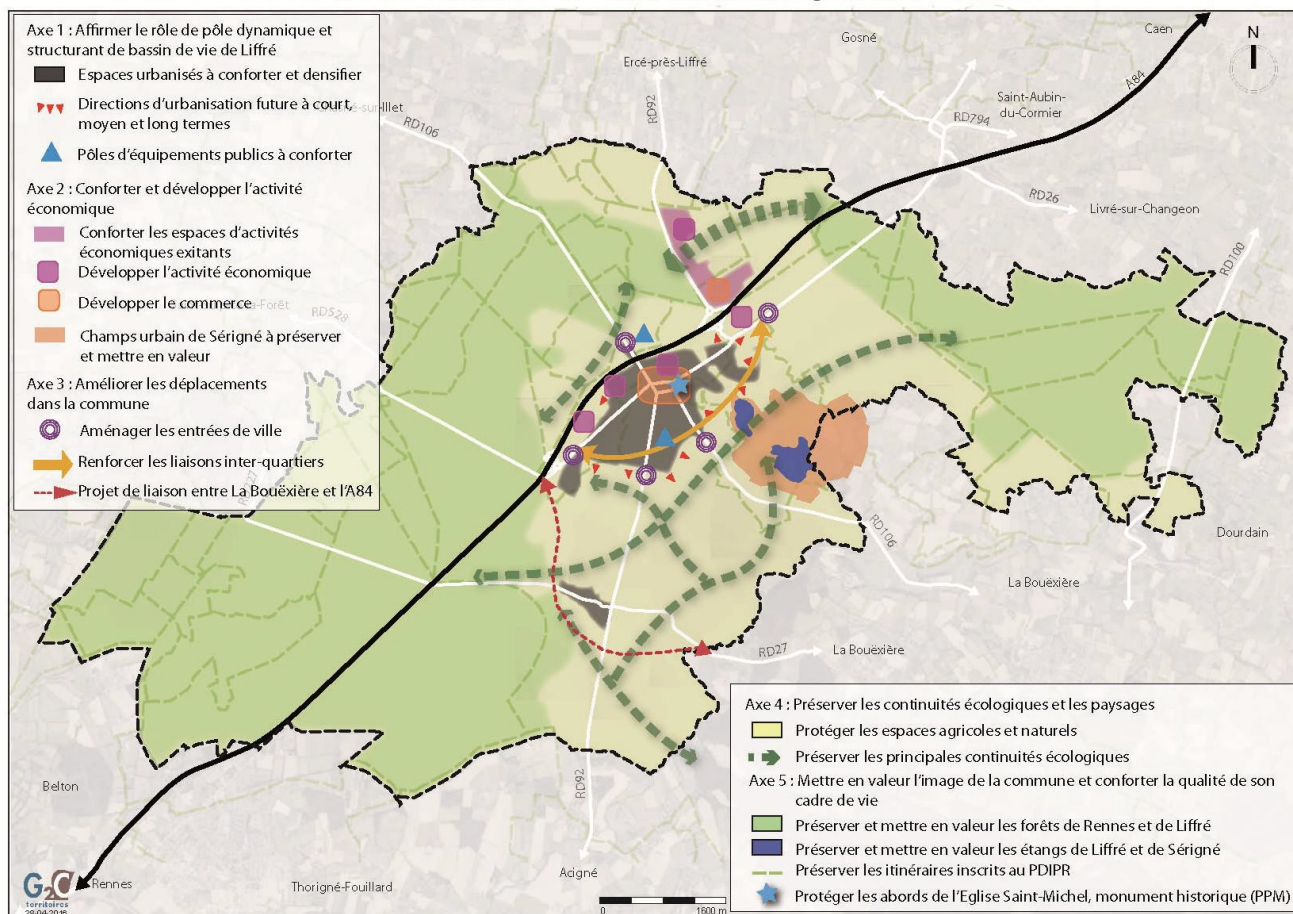 Axe 1 : Affirmer le rôle de pôle dynamique et
structurant de bassin de vie de Liffré
Espaces urbanisés à conforter et densifier
Directions d'urbanisation future à court,
moyen et long termes
Pôles d'équipements publics à conforter
Axe 2 : Conforter et développer l'activité
économique
Conforter les espaces d'activités
économiques exitants
Développer l'activité économique
Développer le commerce
Champs urbain de Sérigné à préserver
et mettre en valeur
Axe 3 : Améliorer les déplacements
dans la commune
Aménager les entrées de ville
Renforcer les liaisons inter-quartiers
Projet de liaison entre La Bouëxière et l'A84
sur-Illet
Forêt
RD528
RD106
Ercé-près-Liffré
RD92
Gosné
Caen
A84
N
Saint-Aubin-
du-Cormier
RD794
RD26
Livré-sur-Changeon
RD100
Dourdain
RD106
La Bouëxière
RD27
La Bouëxière
RD92
Acigné
Thorigné-Fouillard
Belton
Rennes
G2C
territoires
28-04-2016
0 1600 m
Axe 4 : Préserver les continuités écologiques et les paysages
Protéger les espaces agricoles et naturels
Préserver les principales continuités écologiques
Axe 5 : Mettre en valeur l'image de la commune et conforter la qualité de son
cadre de vie
Préserver et mettre en valeur les forêts de Rennes et de Liffré
Préserver et mettre en valeur les étangs de Liffré et de Sérigné
Préserver les itinéraires inscrits au PDIPR
Protéger les abords de l'Eglise Saint-Michel, monument historique (PPM)